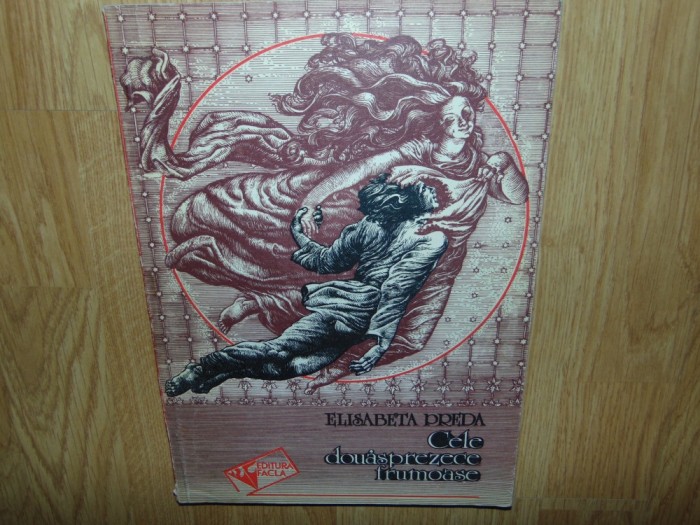 ELISABETA PREDA
Cele
douăsprezece
frumoase
EDITURA
FACLA